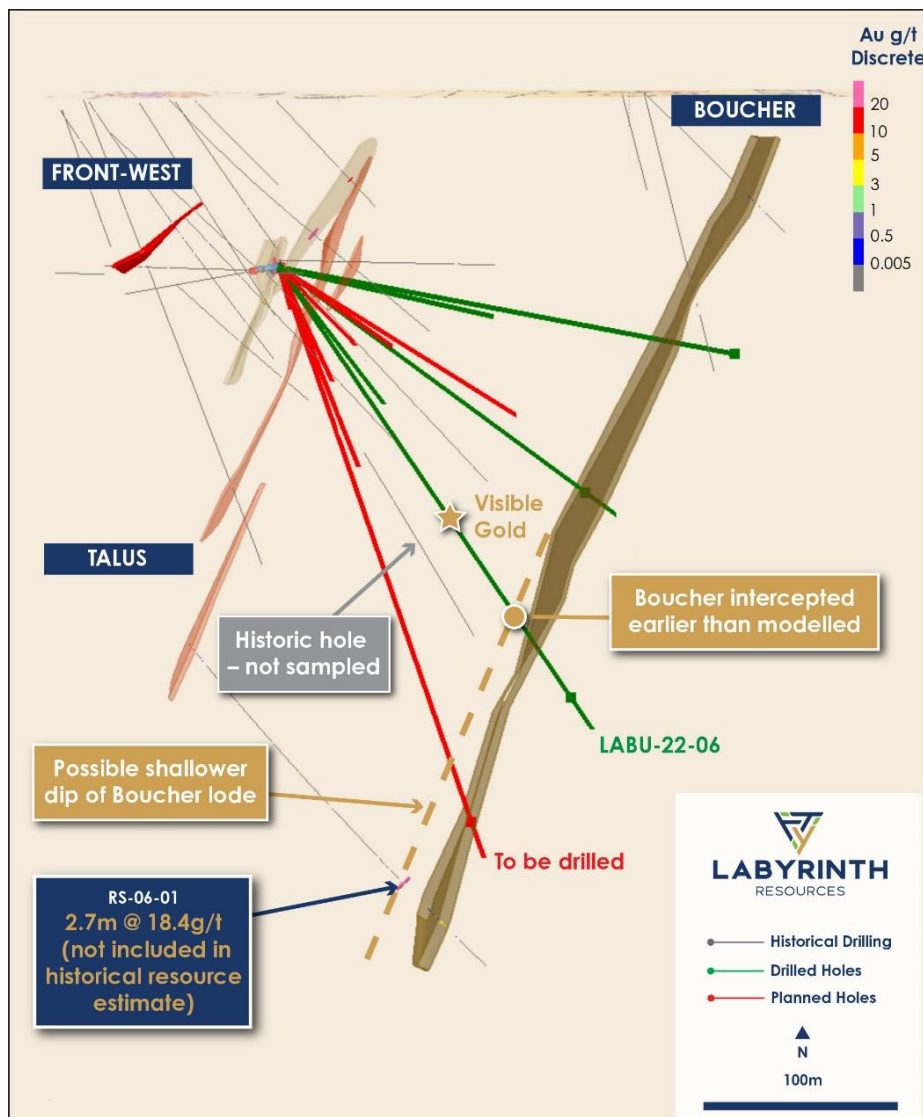 Au g/t
Discrete
20
10
5
3
1
0.5
0.005
BOUCHER
FRONT-WEST
TALUS
Visible
Gold
Historic hole
– not sampled
Boucher intercepted
earlier than modelled
LABU-22-06
Possible shallower
dip of Boucher lode
To be drilled
RS-06-01
2.7m @ 18.4g/t
(not included in
historical resource
estimate)
LABYRINTH
RESOURCES
Historical Drilling
Drilled Holes
Planned Holes
N
100m